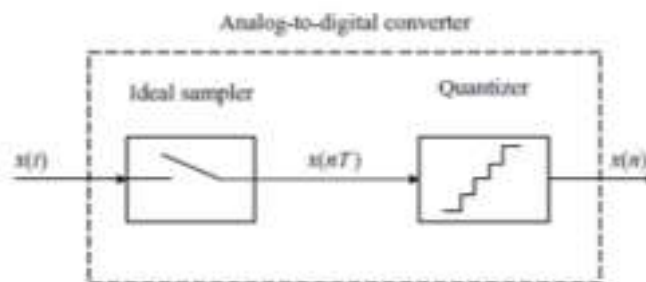 Analog-to-digital converter
Ideal sampler
Quantizer
x(t)
x(nT)
x(n)